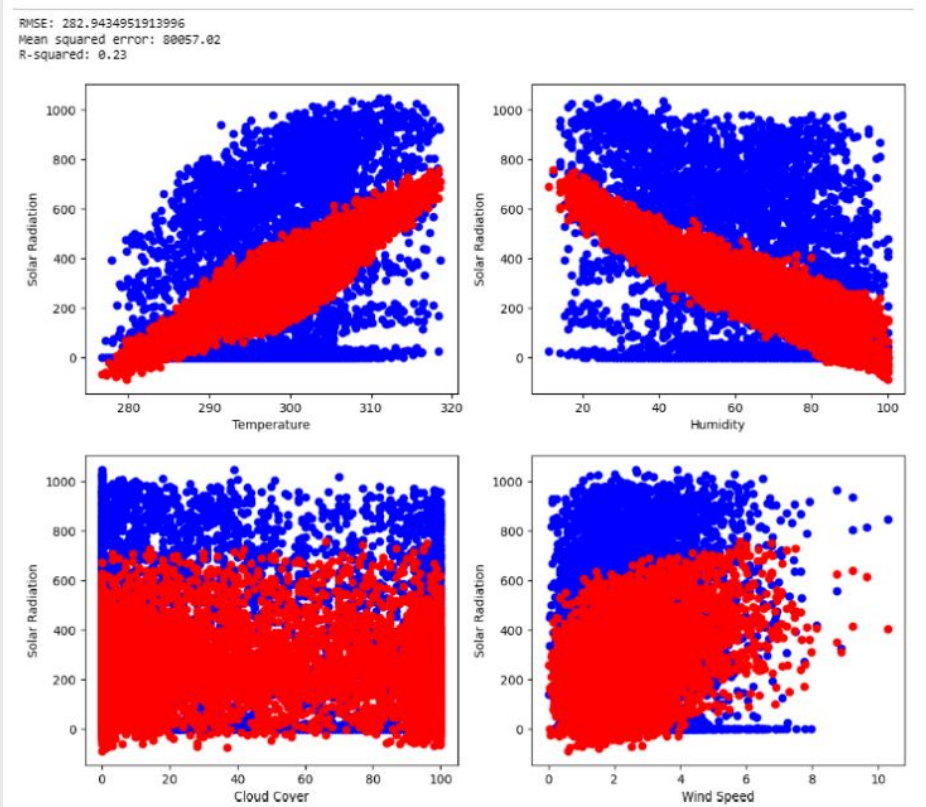 RMSE: 282.9434951913996
Mean squared error: 80057.02
R-squared: 0.23
1000
800
600
400
200
0
Solar Radiation
280 290 300 310 320
Temperature
1000
800
600
400
200
0
Solar Radiation
20 40 60 80 100
Humidity
1000
800
600
400
200
0
Solar Radiation
0 20 40 60 80 100
Cloud Cover
1000
800
600
400
200
0
Solar Radiation
0 2 4 6 8 10
Wind Speed